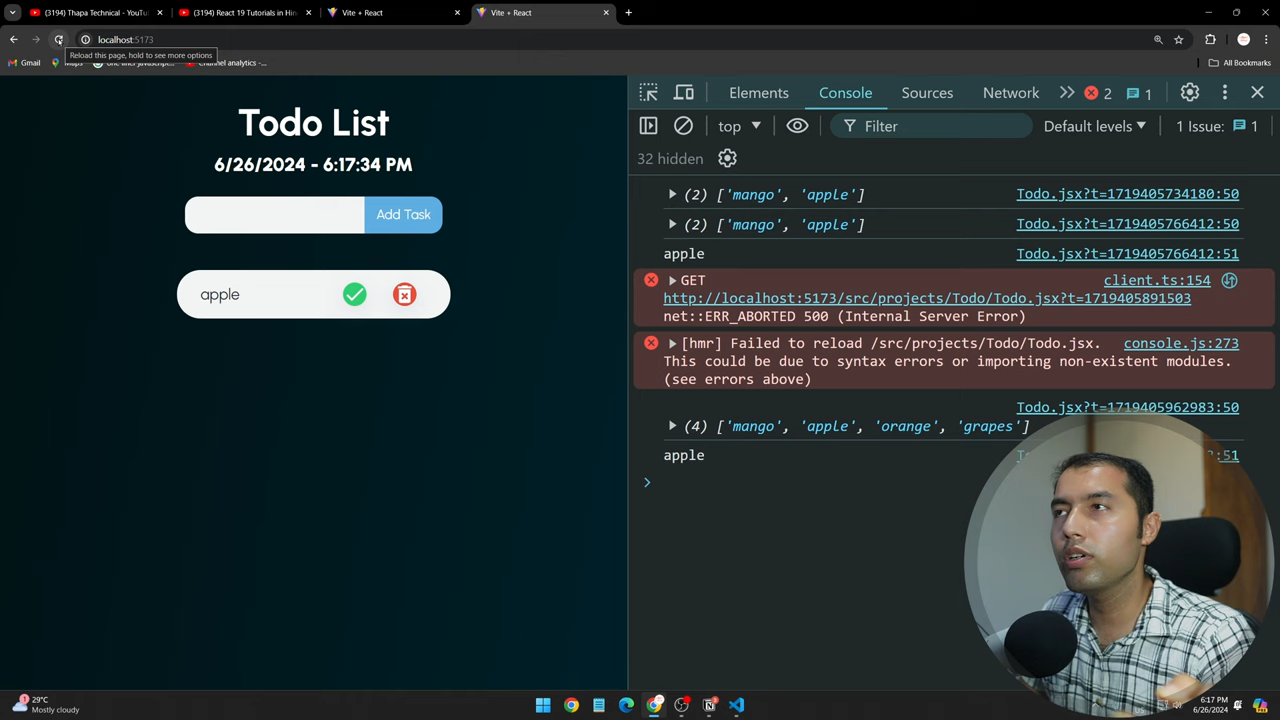 (3194) Thapa Technical - YouTu
(3194) React 19 Tutorials in Hin
Vite + React
Vite + React
localhost:5173
Reload this page, hold to see more options
Gmail
Maps
Channel analytics -...
All Bookmarks
Elements
Console
Sources
Network
2
1
top
Filter
Default levels
1 Issue:
1
32 hidden
Todo List
6/26/2024 - 6:17:34 PM
Add Task
apple
(2) ['mango', 'apple']
Todo.jsx?t=1719405734180:50
(2) ['mango', 'apple']
Todo.jsx?t=1719405766412:50
apple
Todo.jsx?t=1719405766412:51
GET
client.ts:154
http://localhost:5173/src/projects/Todo/Todo.jsx?t=1719405891503
net::ERR_ABORTED 500 (Internal Server Error)
[hmr] Failed to reload /src/projects/Todo/Todo.jsx.
console.js:273
This could be due to syntax errors or importing non-existent modules.
(see errors above)
Todo.jsx?t=1719405962983:50
(4) ['mango', 'apple', 'orange', 'grapes']
apple
:51
1
29°C
Mostly cloudy
6:17 PM
6/26/2024